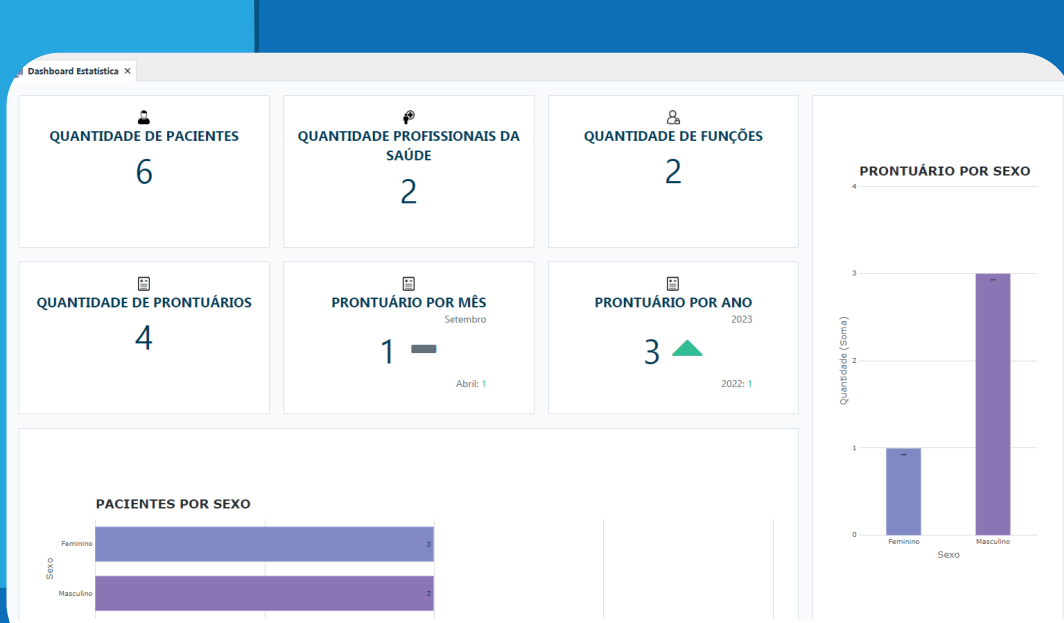 Dashboard Estatística ×
QUANTIDADE DE PACIENTES
6
QUANTIDADE PROFISSIONAIS DA
SAÚDE
2
QUANTIDADE DE FUNÇÕES
2
QUANTIDADE DE PRONTUÁRIOS
4
PRONTUÁRIO POR MÊS
Setembro
1
Abril: 1
PRONTUÁRIO POR ANO
2023
3
2022: 1
PRONTUÁRIO POR SEXO
4
3
2
1
0
Quantidade (Soma)
1
3
Feminino
Masculino
Sexo
PACIENTES POR SEXO
Sexo
Feminino
3
Masculino
3